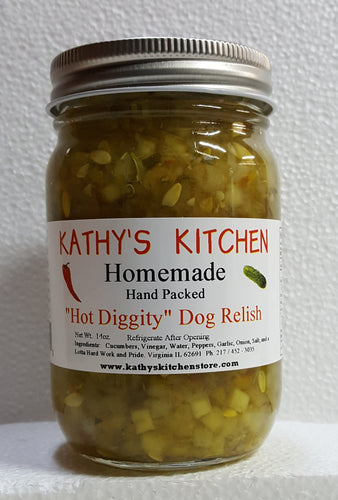 KATHY'S KITCHEN
Homemade
Hand Packed
"Hot Diggity" Dog Relish
Net Wt. 14oz. Refrigerate After Opening
Ingredients: Cucumbers, Vinegar, Water, Peppers, Garlic, Onion, Salt, and a
Lotta Hard Work and Pride. Virginia IL 62691 Ph. 217 / 452 - 3035
www.kathyskitchenstore.com